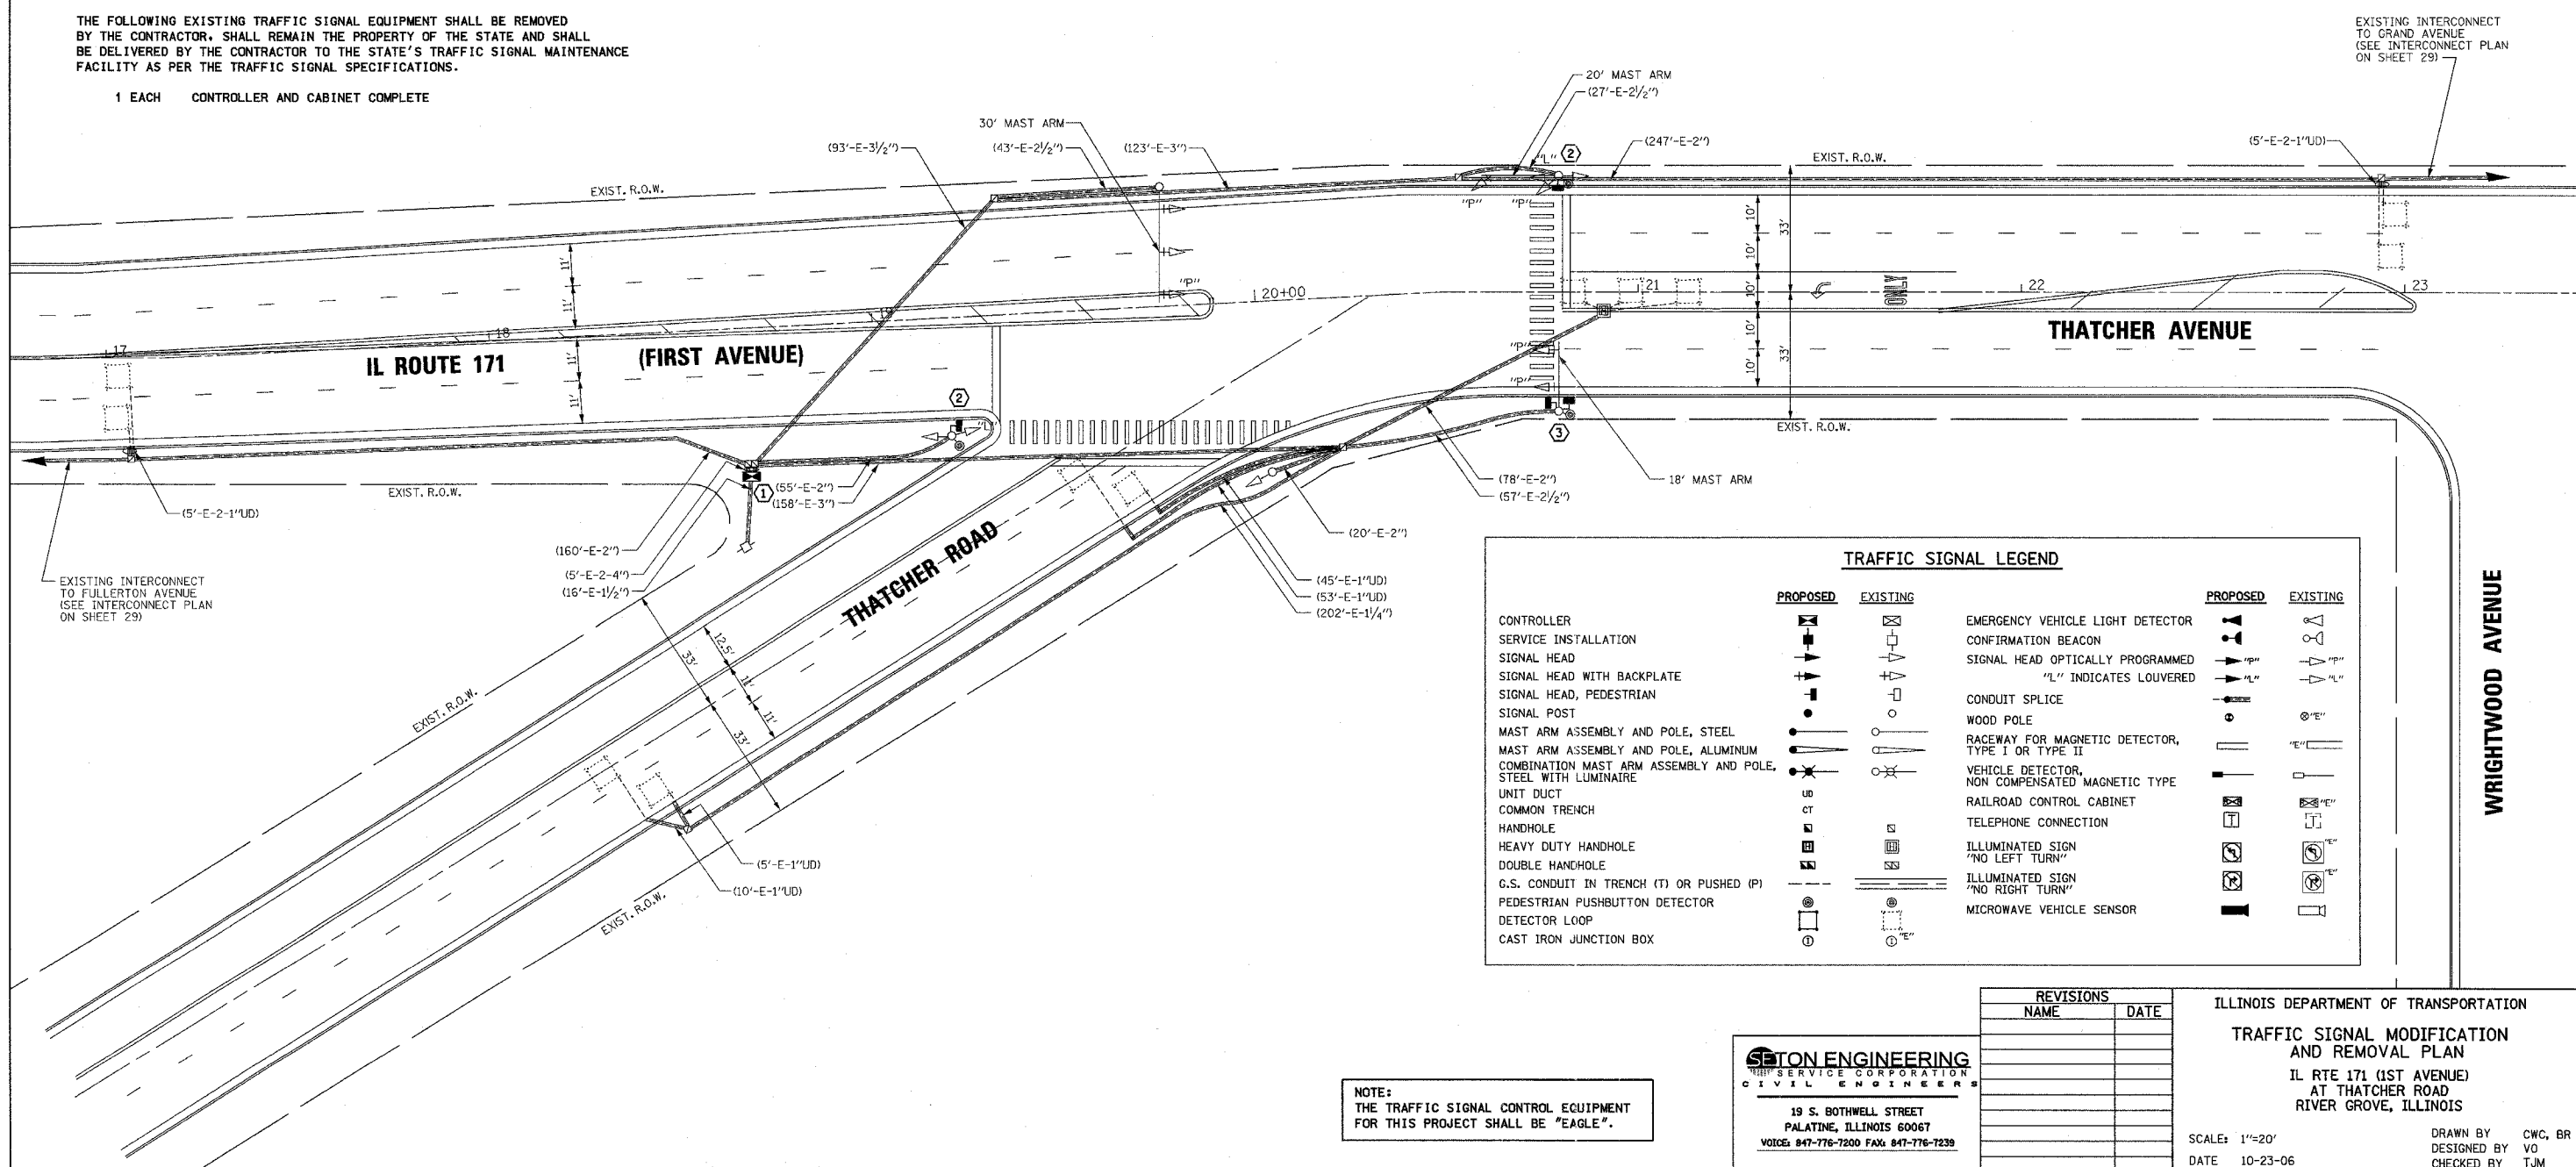 THE FOLLOWING EXISTING TRAFFIC SIGNAL EQUIPMENT SHALL BE REMOVED
BY THE CONTRACTOR, SHALL REMAIN THE PROPERTY OF THE STATE AND SHALL
BE DELIVERED BY THE CONTRACTOR TO THE STATE'S TRAFFIC SIGNAL MAINTENANCE
FACILITY AS PER THE TRAFFIC SIGNAL SPECIFICATIONS.
1 EACH CONTROLLER AND CABINET COMPLETE
EXISTING INTERCONNECT
TO GRAND AVENUE
(SEE INTERCONNECT PLAN
ON SHEET 29)
20' MAST ARM
(27'-E-2½")
30' MAST ARM
(93'-E-3½")
(43'-E-2½")
(123'-E-3")
"L"
2
(247'-E-2")
(5'-E-2-1"UD)
EXIST. R.O.W.
EXIST. R.O.W.
"P"
"P"
10'
10'
10'
10'
10'
33'
33'
11'
11'
11'
11'
"P"
20+00
21
22
23
ONLY
17
18
19
IL ROUTE 171
(FIRST AVENUE)
THATCHER AVENUE
"P"
"P"
2
"L"
3
EXIST. R.O.W.
EXIST. R.O.W.
1
(55'-E-2")
(158'-E-3")
(5'-E-2-1"UD)
(78'-E-2")
(57'-E-2½")
18' MAST ARM
(20'-E-2")
(160'-E-2")
(5'-E-2-4")
(16'-E-1½")
EXISTING INTERCONNECT
TO FULLERTON AVENUE
(SEE INTERCONNECT PLAN
ON SHEET 29)
THATCHER ROAD
(45'-E-1"UD)
(53'-E-1"UD)
(202'-E-1¼")
12.5'
11'
11'
33'
33'
EXIST. R.O.W.
EXIST. R.O.W.
(5'-E-1"UD)
(10'-E-1"UD)
WRIGHTWOOD AVENUE
TRAFFIC SIGNAL LEGEND
PROPOSED EXISTING
CONTROLLER
SERVICE INSTALLATION
SIGNAL HEAD
SIGNAL HEAD WITH BACKPLATE
SIGNAL HEAD, PEDESTRIAN
SIGNAL POST
MAST ARM ASSEMBLY AND POLE, STEEL
MAST ARM ASSEMBLY AND POLE, ALUMINUM
COMBINATION MAST ARM ASSEMBLY AND POLE,
STEEL WITH LUMINAIRE
UNIT DUCT UD
COMMON TRENCH CT
HANDHOLE
HEAVY DUTY HANDHOLE H H
DOUBLE HANDHOLE
G.S. CONDUIT IN TRENCH (T) OR PUSHED (P)
PEDESTRIAN PUSHBUTTON DETECTOR
DETECTOR LOOP
CAST IRON JUNCTION BOX "E"
PROPOSED EXISTING
EMERGENCY VEHICLE LIGHT DETECTOR
CONFIRMATION BEACON
SIGNAL HEAD OPTICALLY PROGRAMMED "P" "P"
"L" INDICATES LOUVERED "L" "L"
CONDUIT SPLICE
WOOD POLE "E"
RACEWAY FOR MAGNETIC DETECTOR,
TYPE I OR TYPE II "E"
VEHICLE DETECTOR,
NON COMPENSATED MAGNETIC TYPE
RAILROAD CONTROL CABINET "E"
TELEPHONE CONNECTION T T
ILLUMINATED SIGN
"NO LEFT TURN" "E"
ILLUMINATED SIGN
"NO RIGHT TURN" "E"
MICROWAVE VEHICLE SENSOR
NOTE:
THE TRAFFIC SIGNAL CONTROL EQUIPMENT
FOR THIS PROJECT SHALL BE "EAGLE".
SETON ENGINEERING
SERVICE CORPORATION
CIVIL ENGINEERS
19 S. BOTHWELL STREET
PALATINE, ILLINOIS 60067
VOICE: 847-776-7200 FAX: 847-776-7239
REVISIONS
NAME DATE
ILLINOIS DEPARTMENT OF TRANSPORTATION
TRAFFIC SIGNAL MODIFICATION
AND REMOVAL PLAN
IL RTE 171 (1ST AVENUE)
AT THATCHER ROAD
RIVER GROVE, ILLINOIS
SCALE: 1"=20'
DATE 10-23-06
DRAWN BY CWC, BR
DESIGNED BY VO
CHECKED BY TJM